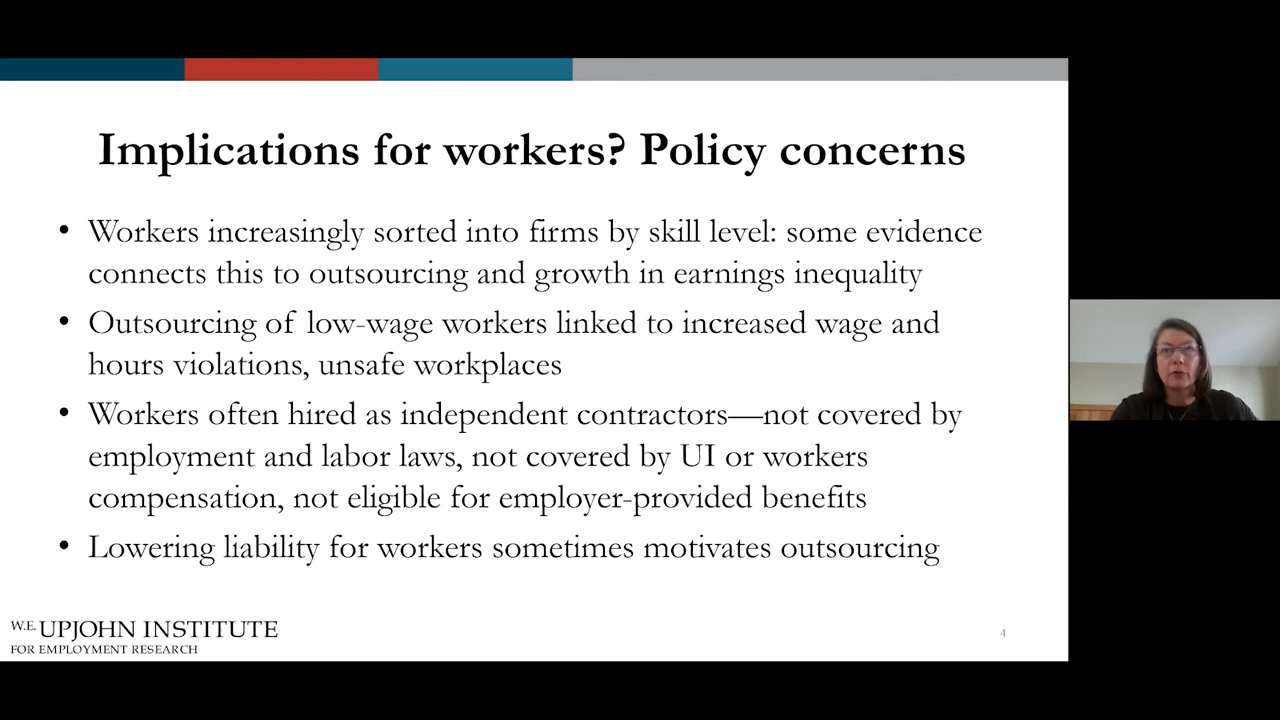 Implications for workers? Policy concerns
• Workers increasingly sorted into firms by skill level: some evidence
connects this to outsourcing and growth in earnings inequality
• Outsourcing of low-wage workers linked to increased wage and
hours violations, unsafe workplaces
• Workers often hired as independent contractors—not covered by
employment and labor laws, not covered by UI or workers
compensation, not eligible for employer-provided benefits
• Lowering liability for workers sometimes motivates outsourcing
W.E. UPJOHN INSTITUTE
FOR EMPLOYMENT RESEARCH
4